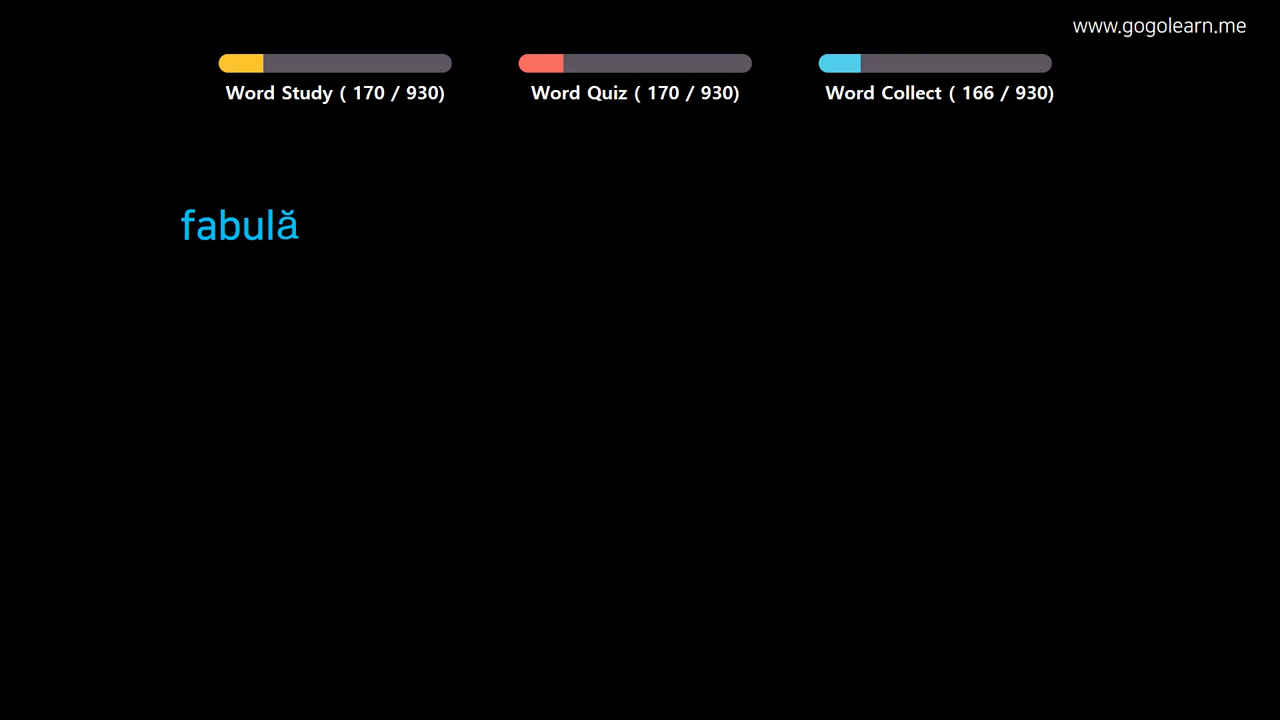 www.gogolearn.me
Word Study ( 170 / 930)
Word Quiz ( 170 / 930)
Word Collect ( 166 / 930)
fabulă